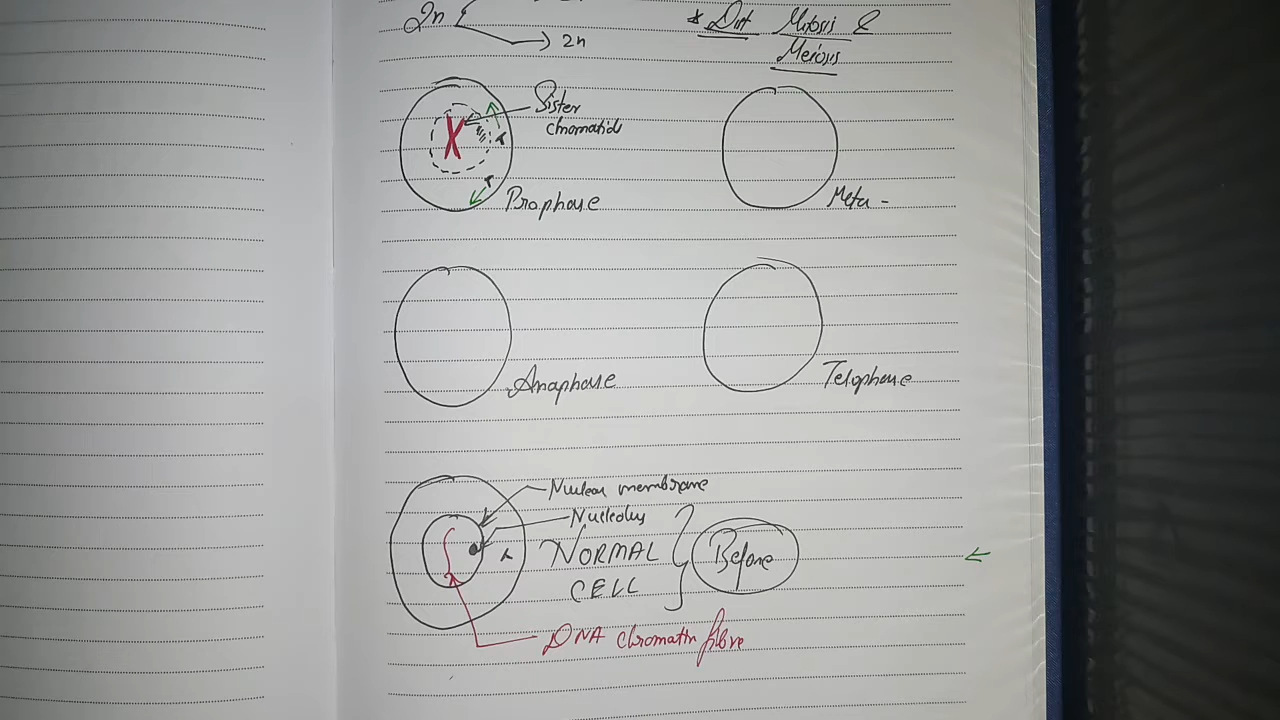 2n
→ 2n
* Diff Mitosis &
Meiosis
Sister
chromatid
Prophase
Meta -
Anaphase
Telophase
Nuclear membrane
Nucleolus
NORMAL
CELL
Before
DNA chromatin fibre